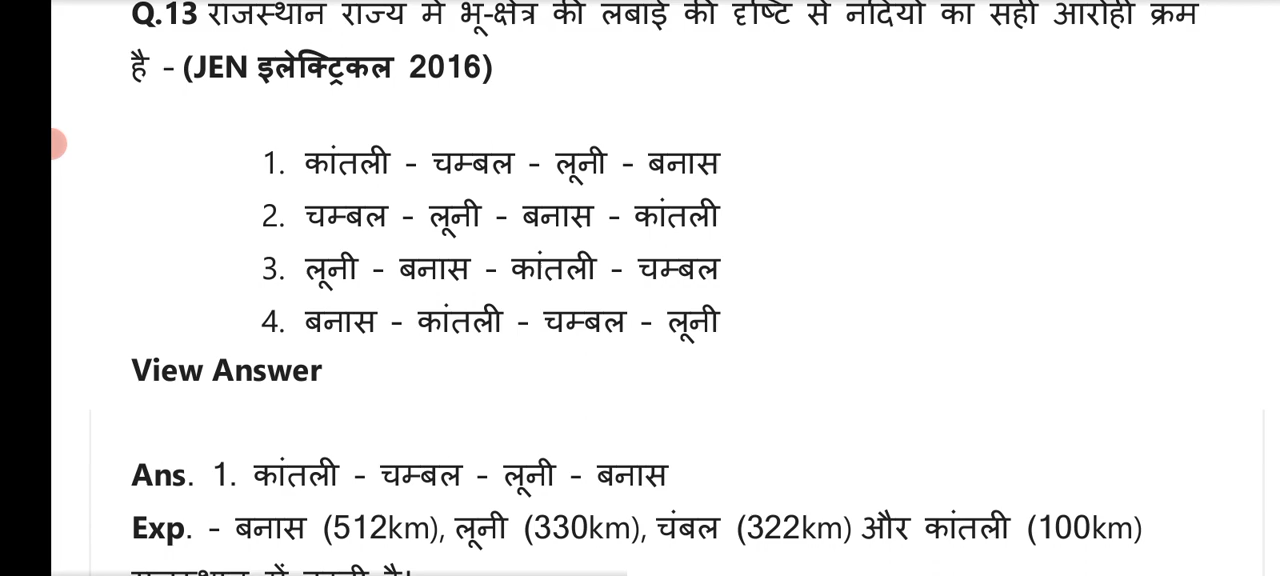 Q.13 राजस्थान राज्य में भू-क्षेत्र की लंबाई की दृष्टि से नदियों का सही आरोही क्रम
है - (JEN इलेक्ट्रिकल 2016)
1. कांतली - चम्बल - लूनी - बनास
2. चम्बल - लूनी - बनास - कांतली
3. लूनी - बनास - कांतली - चम्बल
4. बनास - कांतली - चम्बल - लूनी
View Answer
Ans. 1. कांतली - चम्बल - लूनी - बनास
Exp. - बनास (512km), लूनी (330km), चंबल (322km) और कांतली (100km)